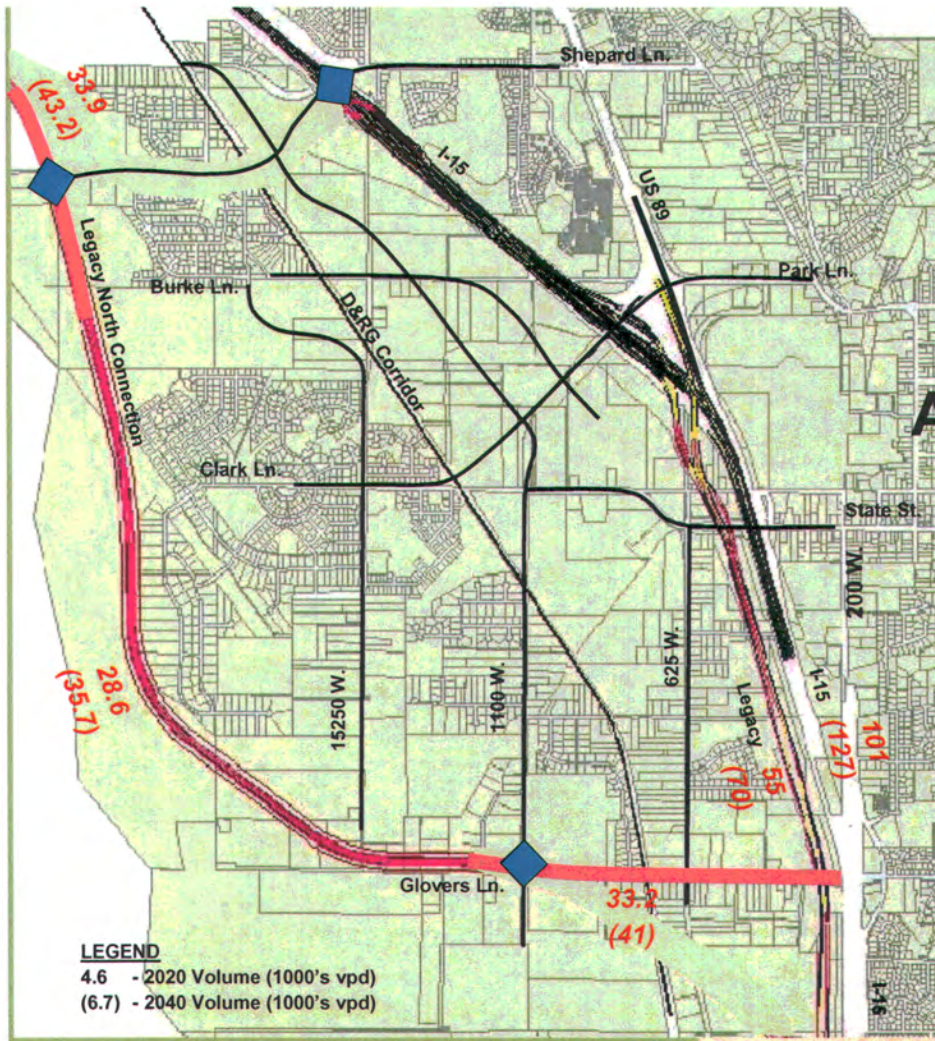 Shepard Ln.
33.9
(43.2)
I-15
US 89
Legacy North Connection
Burke Ln.
Park Ln.
D&RG Corridor
A
Clark Ln.
State St.
200 W.
625 W.
1100 W.
15250 W.
Legacy
I-15
28.6
(35.7)
101
(127)
55
(70)
Glovers Ln.
33.2
(41)
LEGEND
4.6 - 2020 Volume (1000's vpd)
(6.7) - 2040 Volume (1000's vpd)
I-15